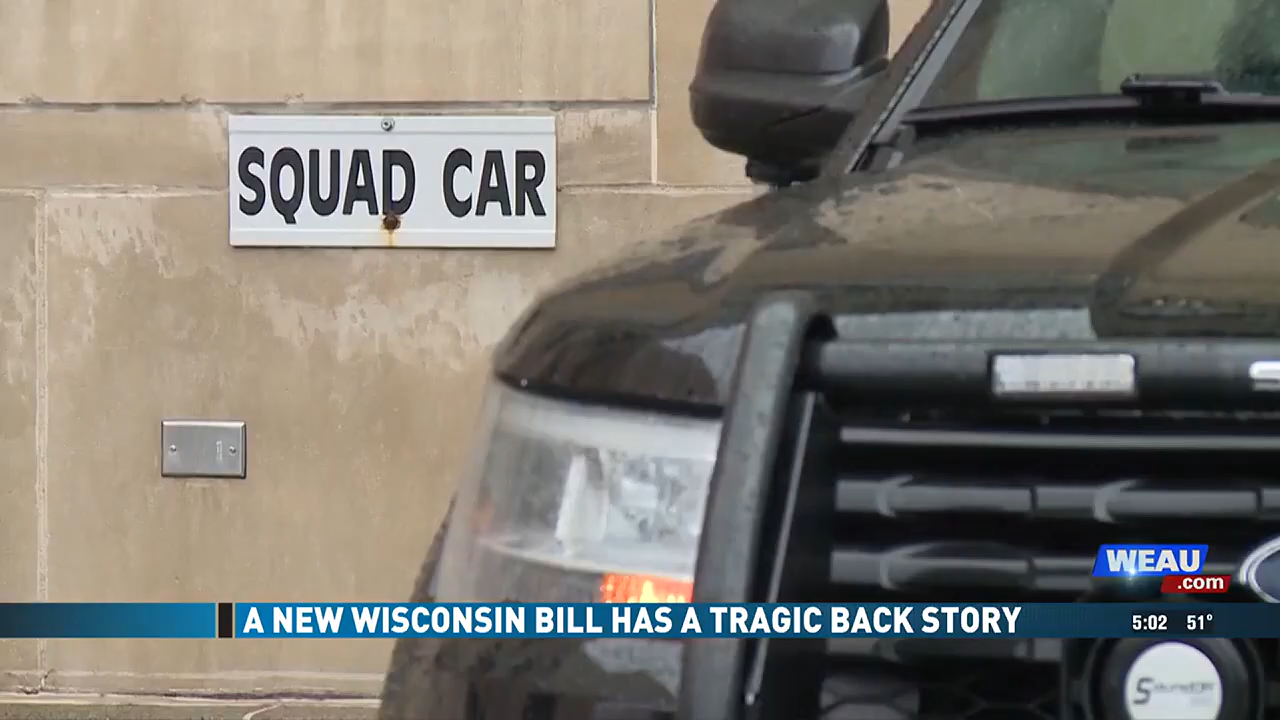 SQUAD CAR
WEAU
.com
A NEW WISCONSIN BILL HAS A TRAGIC BACK STORY
5:02 51°